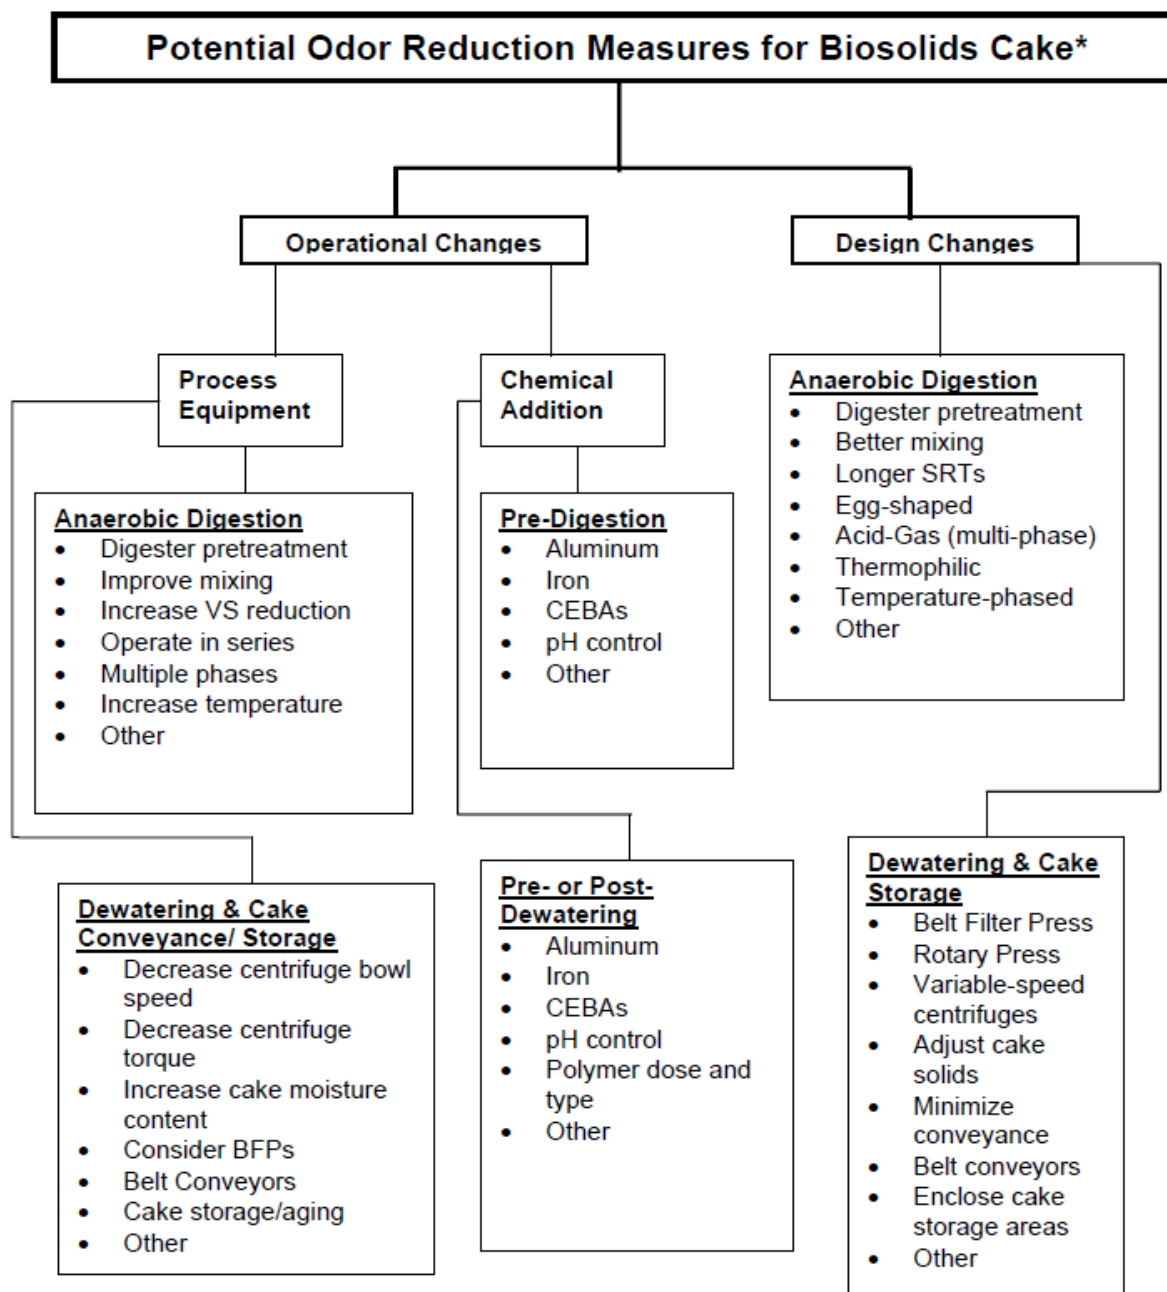 Potential Odor Reduction Measures for Biosolids Cake*
Operational Changes
Design Changes
Process
Equipment
Chemical
Addition
Anaerobic Digestion
• Digester pretreatment
• Better mixing
• Longer SRTs
• Egg-shaped
• Acid-Gas (multi-phase)
• Thermophilic
• Temperature-phased
• Other
Anaerobic Digestion
• Digester pretreatment
• Improve mixing
• Increase VS reduction
• Operate in series
• Multiple phases
• Increase temperature
• Other
Pre-Digestion
• Aluminum
• Iron
• CEBAs
• pH control
• Other
Dewatering & Cake
Conveyance/ Storage
• Decrease centrifuge bowl
speed
• Decrease centrifuge
torque
• Increase cake moisture
content
• Consider BFPs
• Belt Conveyors
• Cake storage/aging
• Other
Pre- or Post-
Dewatering
• Aluminum
• Iron
• CEBAs
• pH control
• Polymer dose and
type
• Other
Dewatering & Cake
Storage
• Belt Filter Press
• Rotary Press
• Variable-speed
centrifuges
• Adjust cake
solids
• Minimize
conveyance
• Belt conveyors
• Enclose cake
storage areas
• Other